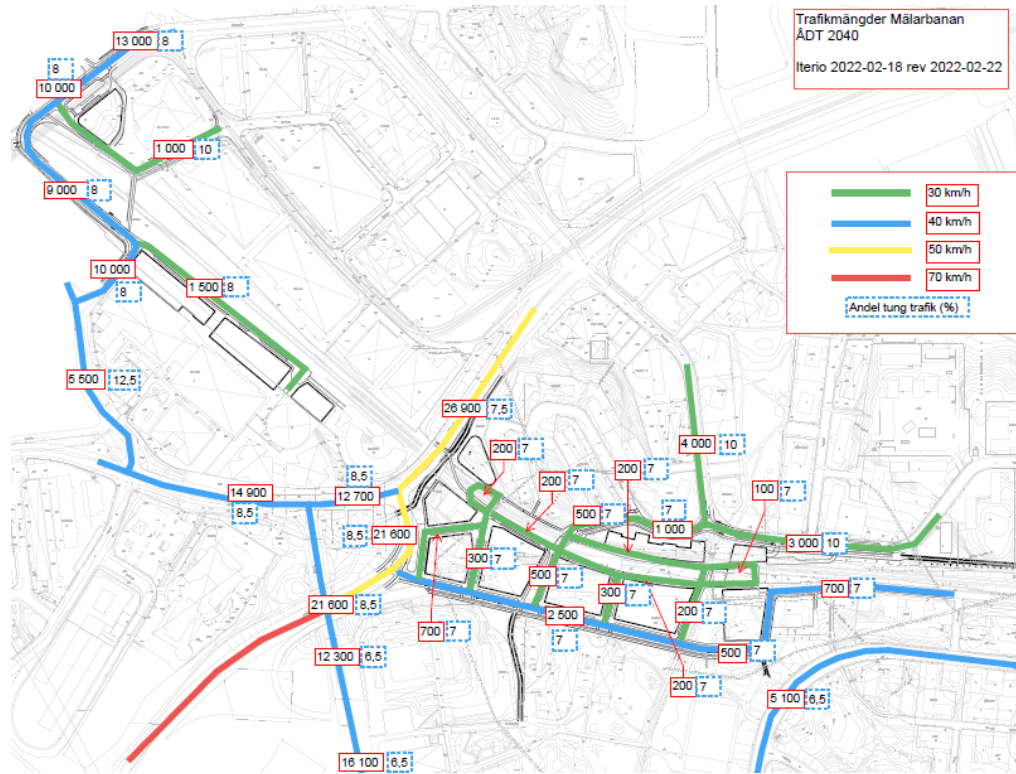 Trafikmängder Mälarbanan
ÅDT 2040
Iterio 2022-02-18 rev 2022-02-22
13 000 8
8
10 000
1 000 10
9 000 8
30 km/h
40 km/h
50 km/h
70 km/h
Andel tung trafik (%)
10 000
8
1 500 8
5 500 12,5
26 900 7,5
4 000 10
200 7
200 7
200 7
100 7
8,5
14 900
12 700
8,5
500 7
7
1 000
3 000 10
8,5
21 600
300 7
500 7
300 7
200 7
700 7
21 600 8,5
2 500
7
700 7
12 300 6,5
500 7
200 7
5 100 6,5
16 100 6,5